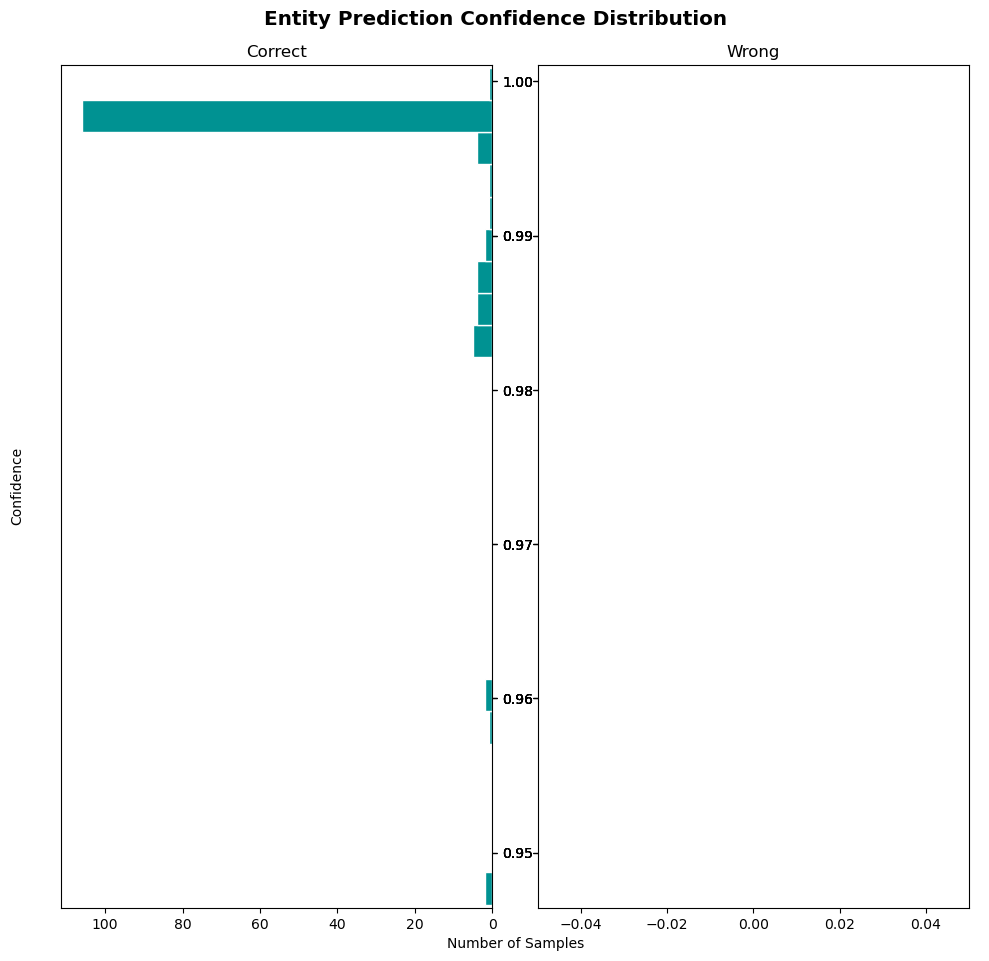 Entity Prediction Confidence Distribution
Correct
Wrong
1.00
0.99
0.98
0.97
0.96
0.95
Confidence
100 80 60 40 20 0
−0.04 −0.02 0.00 0.02 0.04
Number of Samples